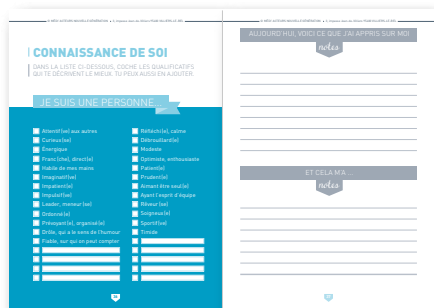 CONNAISSANCE DE SOI
DANS LA LISTE CI-DESSOUS, COCHE LES QUALIFICATIFS
QUI TE DÉCRIVENT LE MIEUX. TU PEUX AUSSI EN AJOUTER.
JE SUIS UNE PERSONNE...
Attentif(ve) aux autres
Curieux(se)
Énergique
Franc (che), direct(e)
Habile de mes mains
Imaginatif(ve)
Impatient(e)
Impulsif(ve)
Leader, meneur (se)
Ordonné(e)
Prévoyant(e), organisé(e)
Drôle, qui a le sens de l'humour
Fiable, sur qui on peut compter
Réfléchi(e), calme
Débrouillard(e)
Modeste
Optimiste, enthousiaste
Patient(e)
Prudent(e)
Aimant être seul(e)
Ayant l'esprit d'équipe
Rêveur (se)
Soigneux(e)
Sportif(ve)
Timide
AUJOURD'HUI, VOICI CE QUE J'AI APPRIS SUR MOI
notes
ET CELA M'A ...
notes